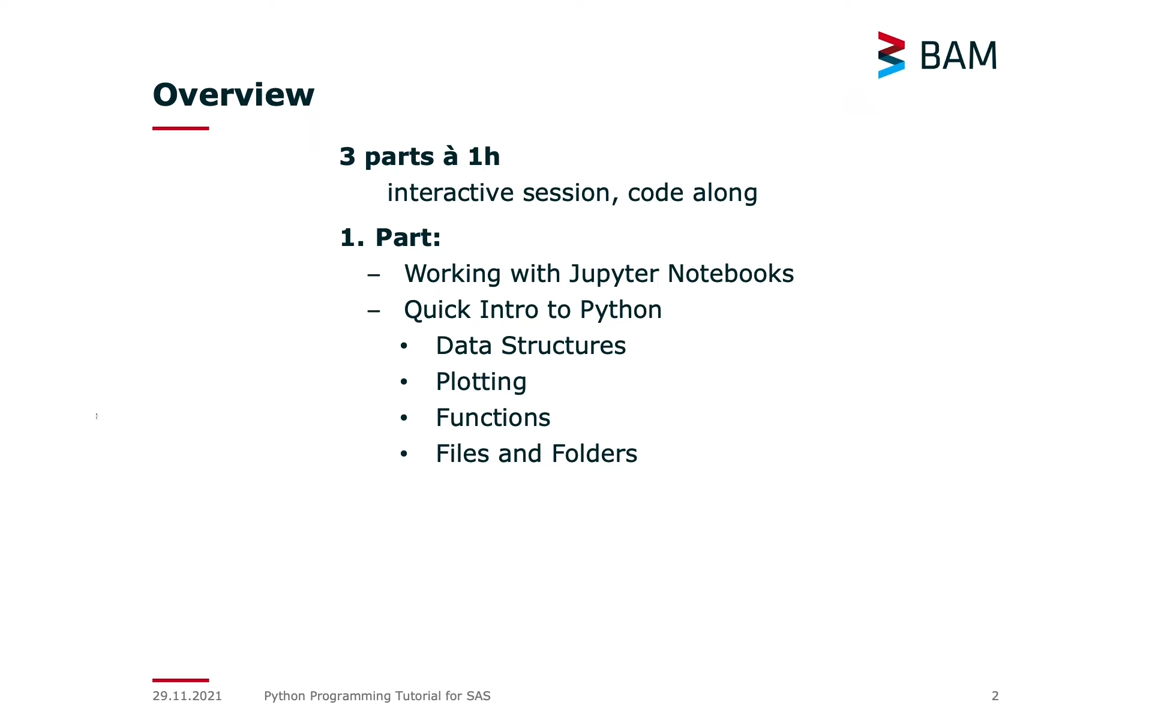 BAM
Overview
3 parts à 1h
interactive session, code along
1. Part:
– Working with Jupyter Notebooks
– Quick Intro to Python
• Data Structures
• Plotting
• Functions
• Files and Folders
29.11.2021 Python Programming Tutorial for SAS 2